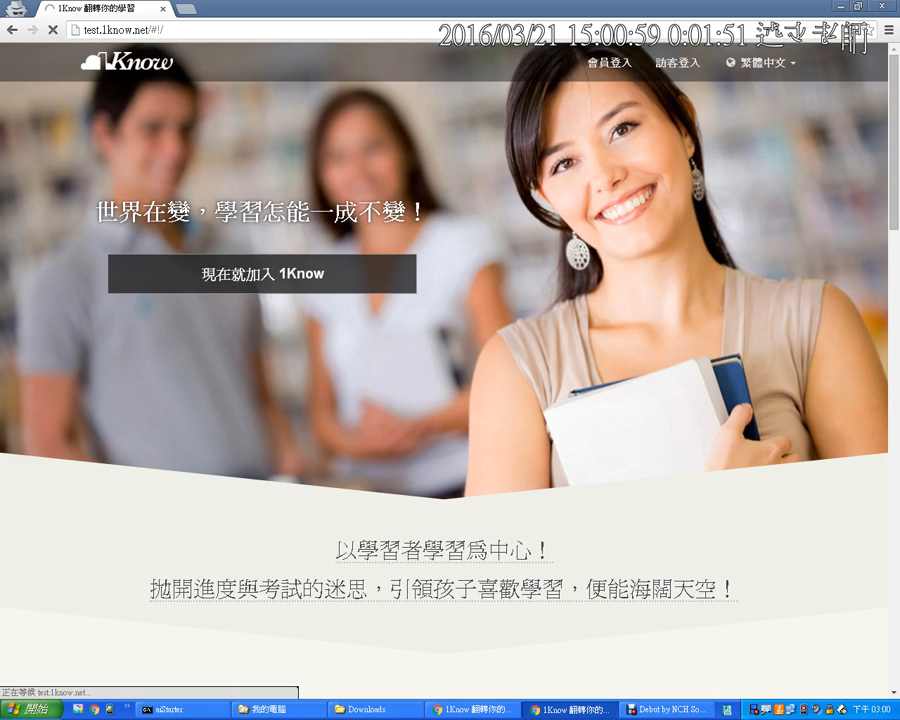 1Know 翻轉你的學習
test.1know.net/#!/
2016/03/21 15:00:59 0:01:51
1Know
會員登入
訪客登入
繁體中文
世界在變，學習怎能一成不變！
現在就加入 1Know
以學習者學習為中心！
拋開進度與考試的迷思，引領孩子喜歡學習，便能海闊天空！
正在等候 test.1know.net...
開始
aiStarter
我的電腦
Downloads
1Know 翻轉你的...
1Know 翻轉你的...
Debut by NCH So...
下午 03:00